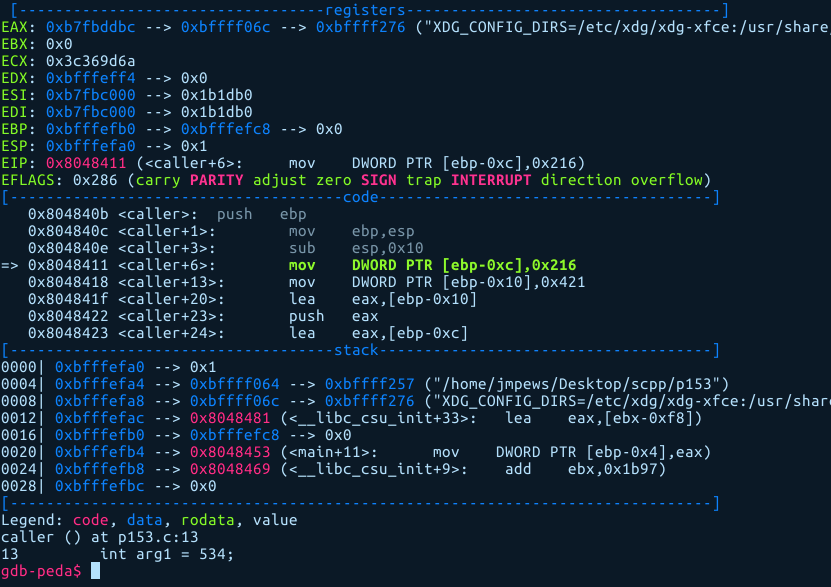 [----------------------------------registers-----------------------------------]
EAX: 0xb7fbddbc --> 0xbffff06c --> 0xbffff276 ("XDG_CONFIG_DIRS=/etc/xdg/xdg-xfce:/usr/share/
EBX: 0x0
ECX: 0x3c369d6a
EDX: 0xbfffeff4 --> 0x0
ESI: 0xb7fbc000 --> 0x1b1db0
EDI: 0xb7fbc000 --> 0x1b1db0
EBP: 0xbfffefb0 --> 0xbfffefc8 --> 0x0
ESP: 0xbfffefa0 --> 0x1
EIP: 0x8048411 (<caller+6>:     mov    DWORD PTR [ebp-0xc],0x216)
EFLAGS: 0x286 (carry PARITY adjust zero SIGN trap INTERRUPT direction overflow)
[-------------------------------------code-------------------------------------]
   0x804840b <caller>:  push   ebp
   0x804840c <caller+1>:        mov    ebp,esp
   0x804840e <caller+3>:        sub    esp,0x10
=> 0x8048411 <caller+6>:        mov    DWORD PTR [ebp-0xc],0x216
   0x8048418 <caller+13>:       mov    DWORD PTR [ebp-0x10],0x421
   0x804841f <caller+20>:       lea    eax,[ebp-0x10]
   0x8048422 <caller+23>:       push   eax
   0x8048423 <caller+24>:       lea    eax,[ebp-0xc]
[------------------------------------stack-------------------------------------]
0000| 0xbfffefa0 --> 0x1
0004| 0xbfffefa4 --> 0xbffff064 --> 0xbffff257 ("/home/jmpews/Desktop/scpp/p153")
0008| 0xbfffefa8 --> 0xbffff06c --> 0xbffff276 ("XDG_CONFIG_DIRS=/etc/xdg/xdg-xfce:/usr/share
0012| 0xbfffefac --> 0x8048481 (<__libc_csu_init+33>:   lea    eax,[ebx-0xf8])
0016| 0xbfffefb0 --> 0xbfffefc8 --> 0x0
0020| 0xbfffefb4 --> 0x8048453 (<main+11>:      mov    DWORD PTR [ebp-0x4],eax)
0024| 0xbfffefb8 --> 0x8048469 (<__libc_csu_init+9>:    add    ebx,0x1b97)
0028| 0xbfffefbc --> 0x0
[------------------------------------------------------------------------------]
Legend: code, data, rodata, value
caller () at p153.c:13
13         int arg1 = 534;
gdb-peda$